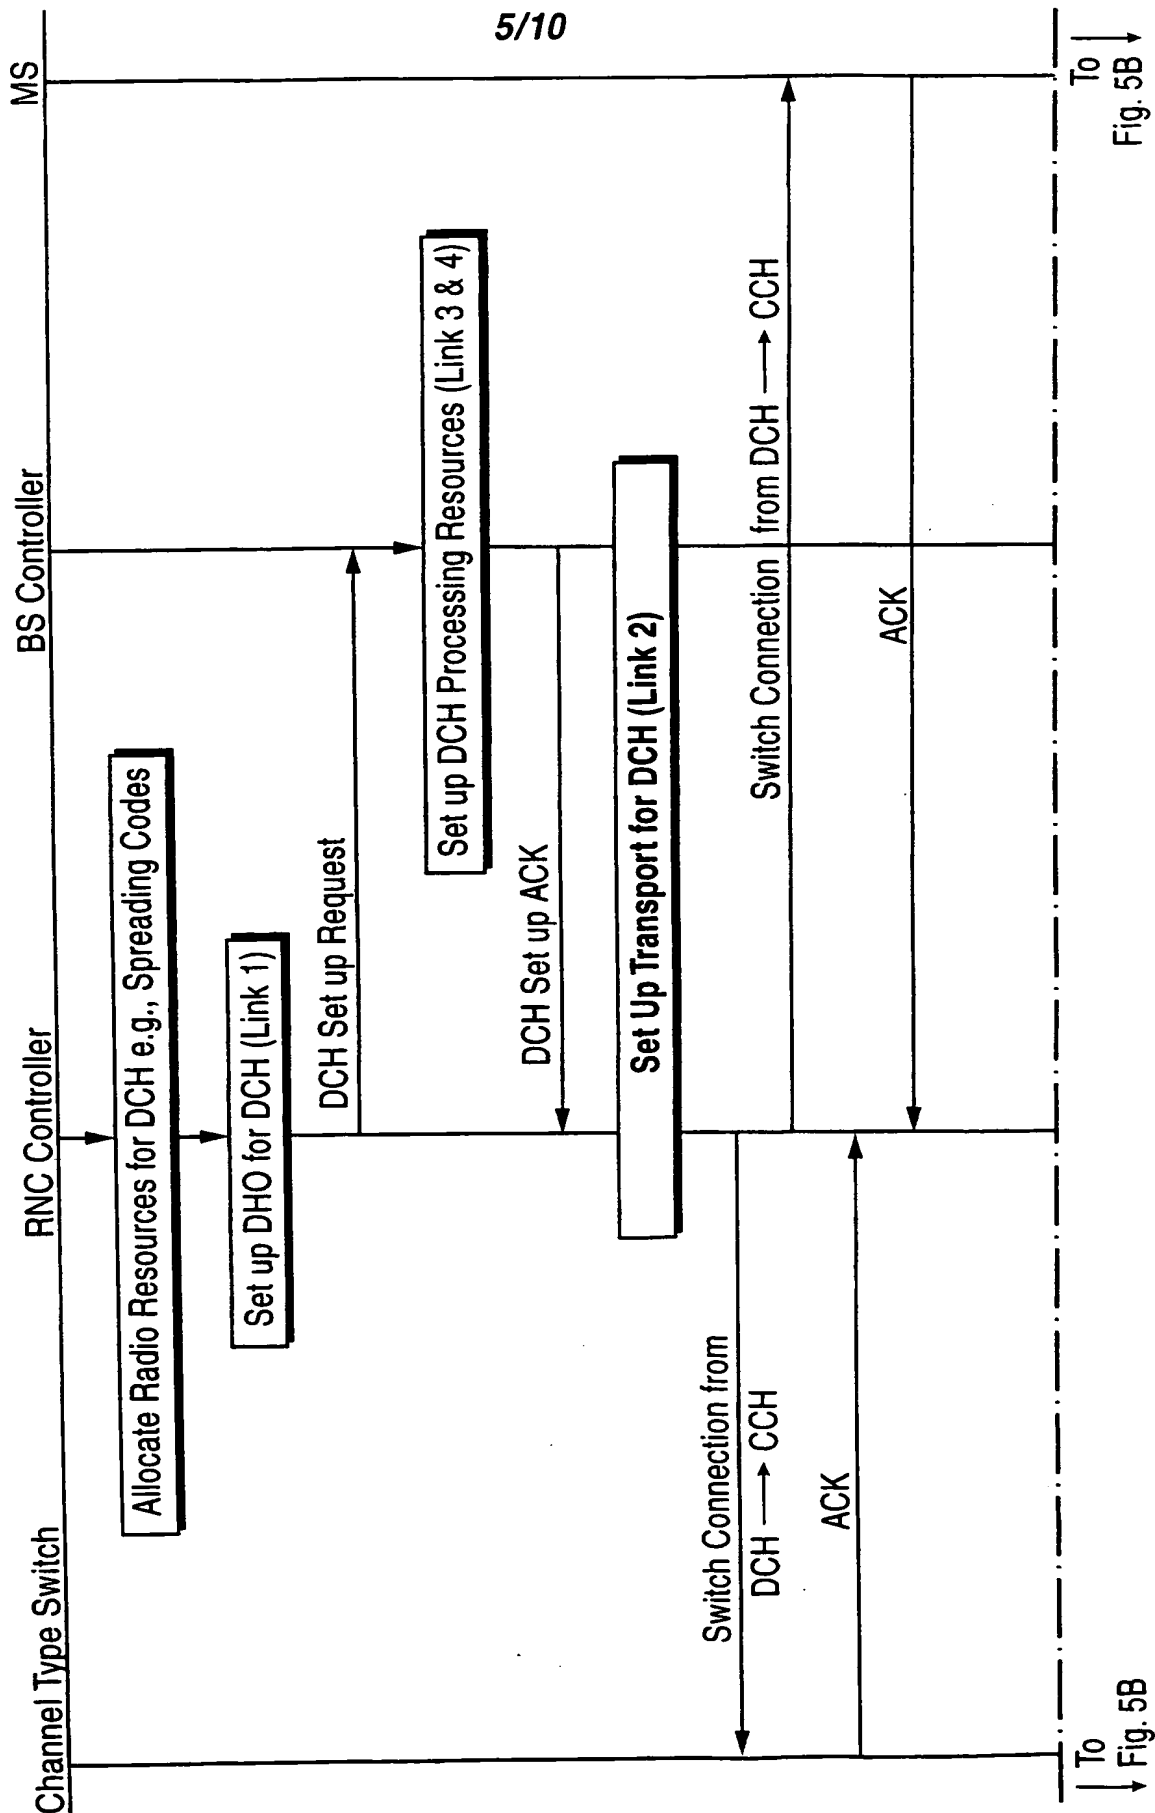 5/10
Channel Type Switch
RNC Controller
BS Controller
MS
Allocate Radio Resources for DCH e.g., Spreading Codes
Set up DHO for DCH (Link 1)
DCH Set up Request
Set up DCH Processing Resources (Link 3 & 4)
DCH Set up ACK
Set Up Transport for DCH (Link 2)
Switch Connection from
DCH → CCH
Switch Connection from DCH → CCH
ACK
ACK
To
Fig. 5B
To
Fig. 5B